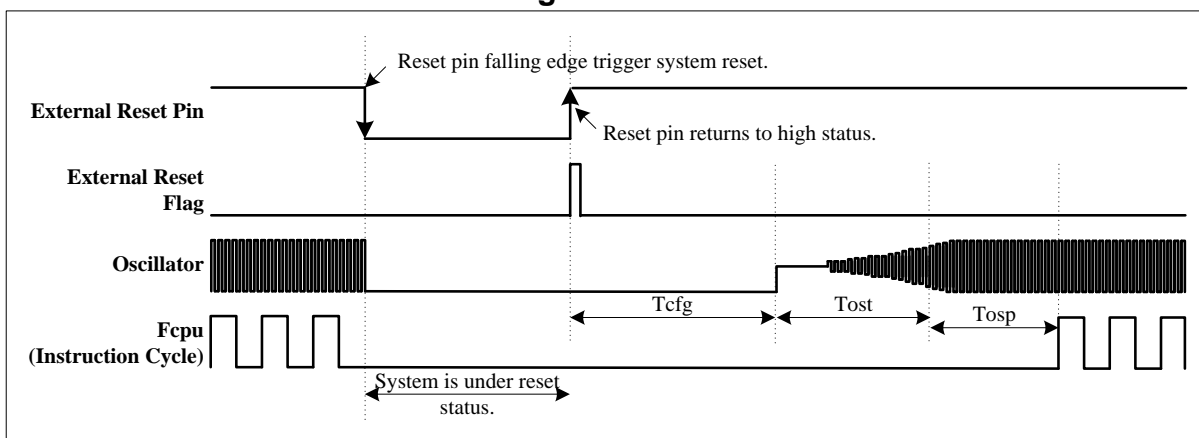 Reset pin falling edge trigger system reset.
External Reset Pin
Reset pin returns to high status.
External Reset
Flag
Oscillator
Tcfg
Tost
Tosp
Fcpu
(Instruction Cycle)
System is under reset
status.